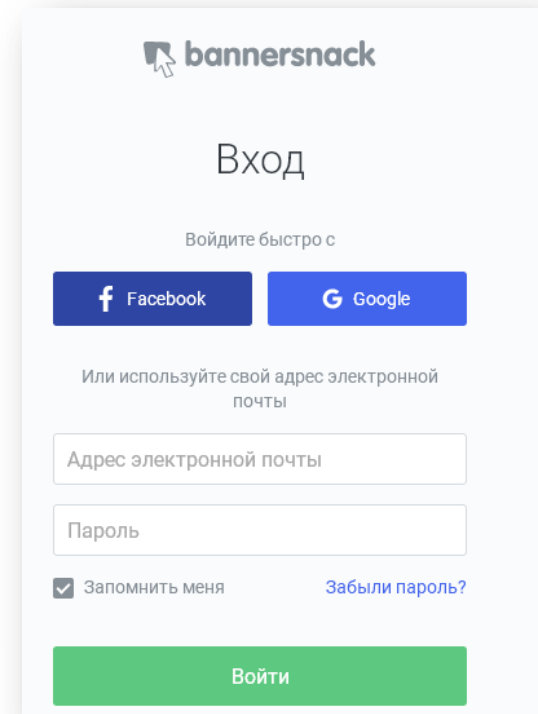 bannersnack
Вход
Войдите быстро с
Facebook
Google
Или используйте свой адрес электронной
почты
Адрес электронной почты
Пароль
Запомнить меня
Забыли пароль?
Войти